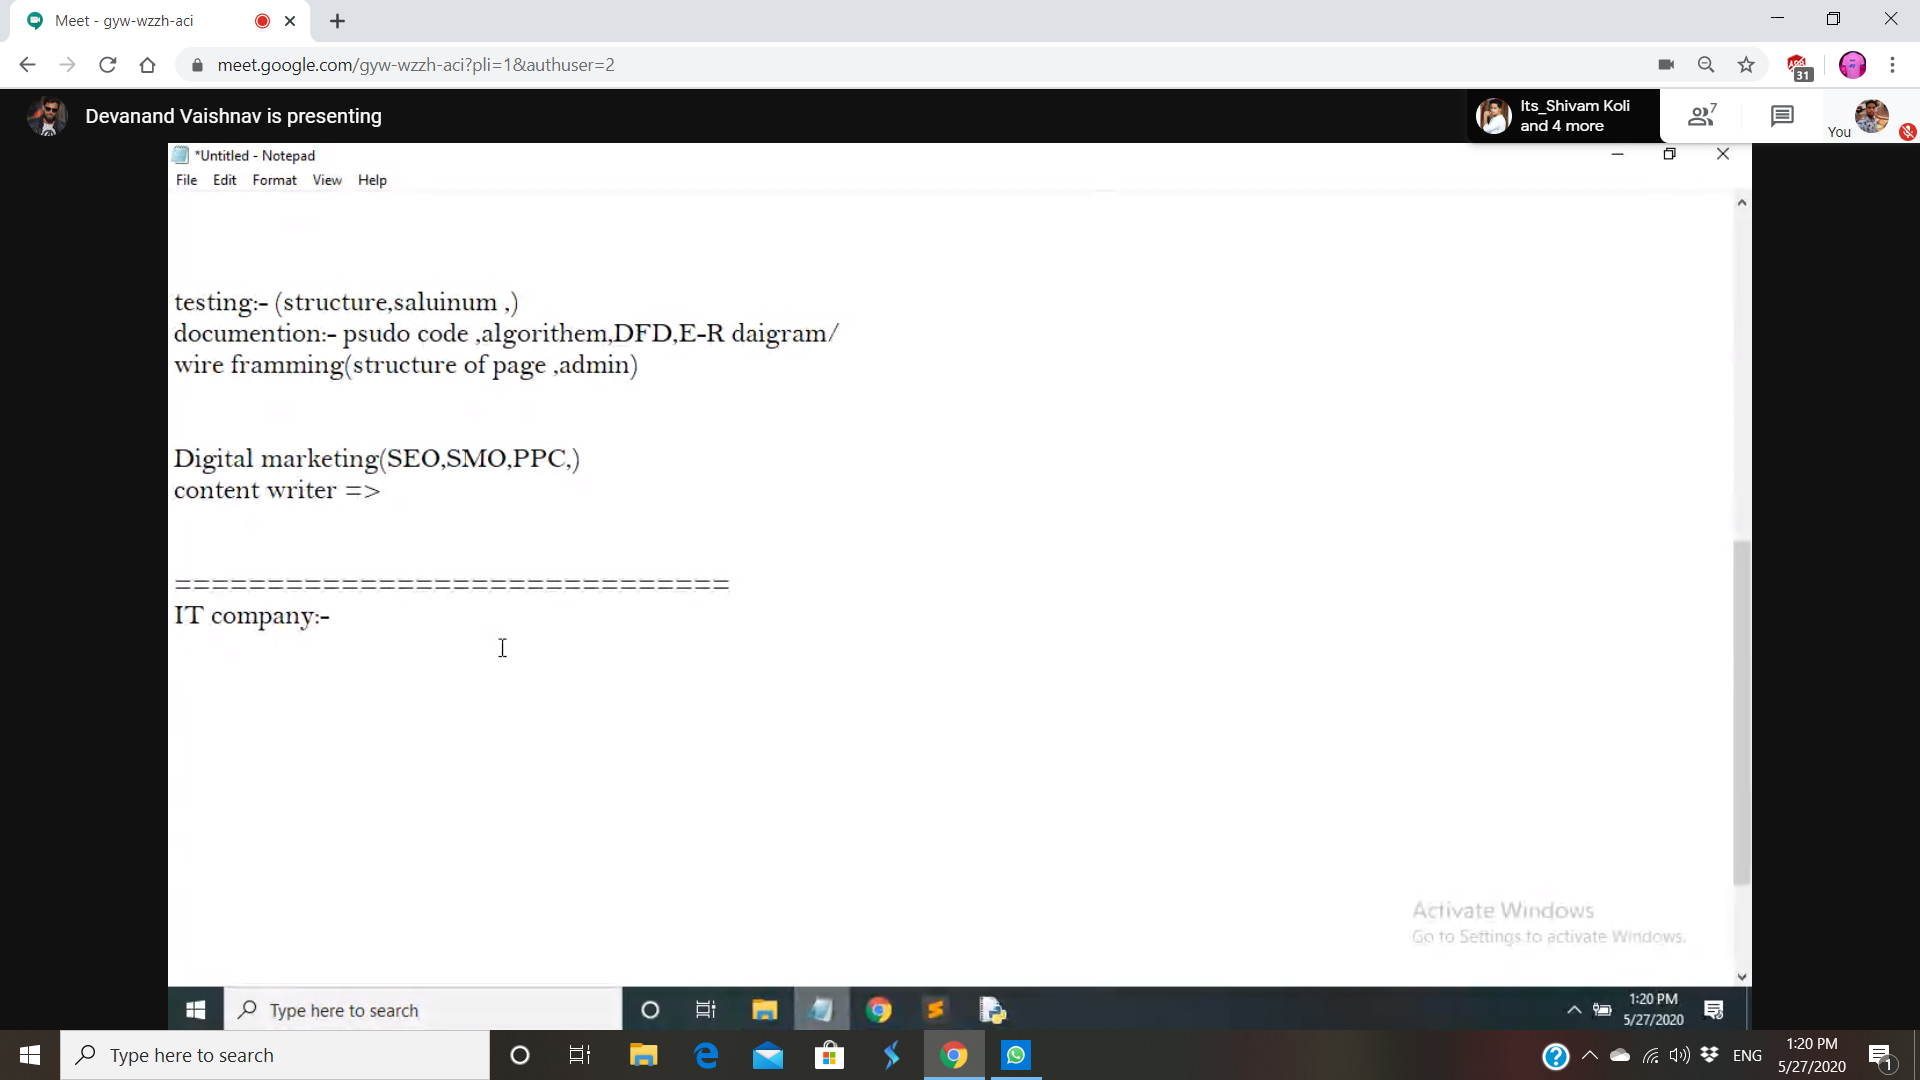 Meet - gyw-wzzh-aci
meet.google.com/gyw-wzzh-aci?pli=1&authuser=2
31
Devanand Vaishnav is presenting
Its_Shivam Koli
and 4 more
7
You
*Untitled - Notepad
File Edit Format View Help
testing:- (structure,saluinum ,)
documention:- psudo code ,algorithem,DFD,E-R daigram/
wire framming(structure of page ,admin)
Digital marketing(SEO,SMO,PPC,)
content writer =>
==============================
IT company:-
Activate Windows
Go to Settings to activate Windows.
Type here to search
1:20 PM
5/27/2020
Type here to search
ENG
1:20 PM
5/27/2020
1